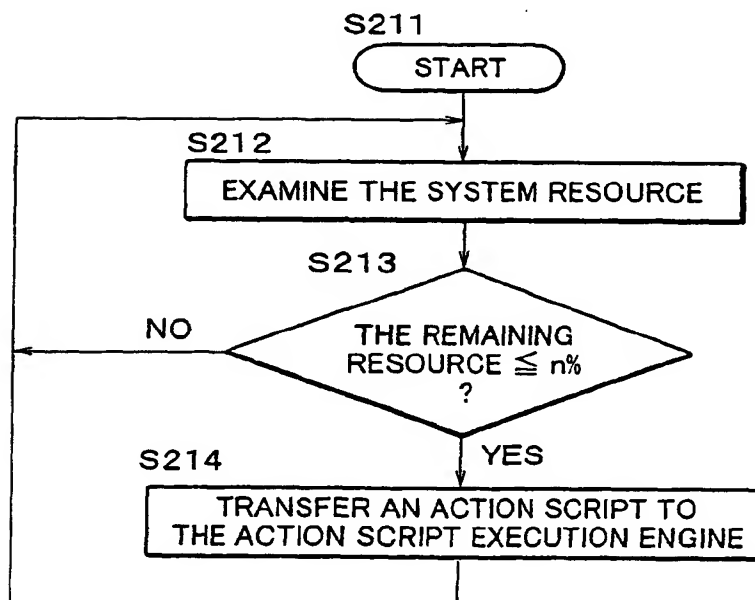 S211
START
S212
EXAMINE THE SYSTEM RESOURCE
S213
NO
THE REMAINING
RESOURCE ≦ n%
?
YES
S214
TRANSFER AN ACTION SCRIPT TO
THE ACTION SCRIPT EXECUTION ENGINE